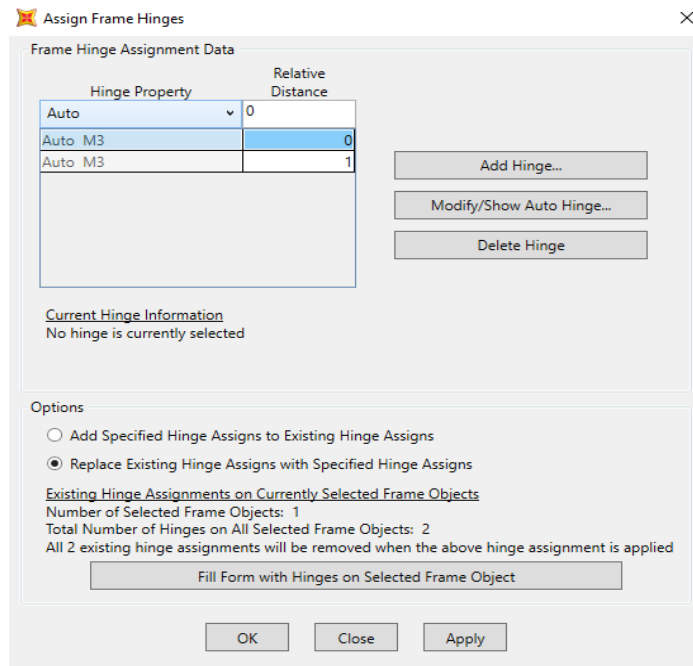 Assign Frame Hinges
Frame Hinge Assignment Data
Hinge Property
Relative
Distance
Auto 0
Auto M3 0
Auto M3 1
Add Hinge...
Modify/Show Auto Hinge...
Delete Hinge
Current Hinge Information
No hinge is currently selected
Options
Add Specified Hinge Assigns to Existing Hinge Assigns
Replace Existing Hinge Assigns with Specified Hinge Assigns
Existing Hinge Assignments on Currently Selected Frame Objects
Number of Selected Frame Objects: 1
Total Number of Hinges on All Selected Frame Objects: 2
All 2 existing hinge assignments will be removed when the above hinge assignment is applied
Fill Form with Hinges on Selected Frame Object
OK Close Apply